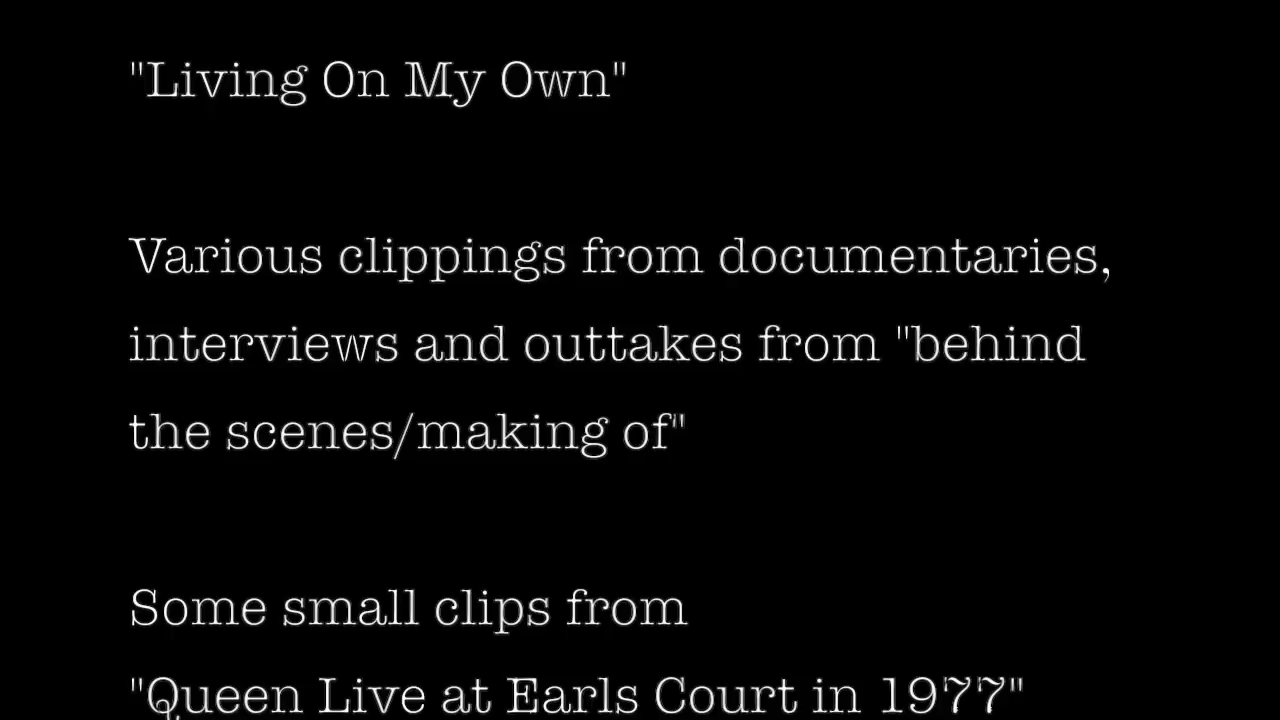 "Living On My Own"
Various clippings from documentaries,
interviews and outtakes from "behind
the scenes/making of"
Some small clips from
"Queen Live at Earls Court in 1977"